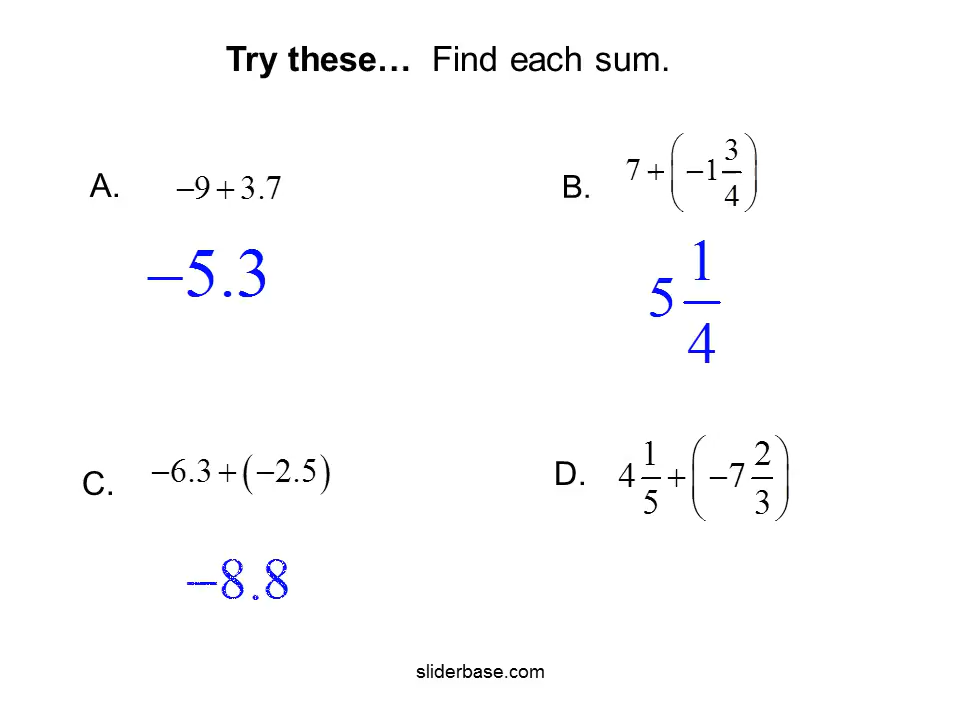 Try these… Find each sum.
A. −9 + 3.7
B. 7 + (−1 3/4)
−5.3
5 1/4
C. −6.3 + (−2.5)
D. 4 1/5 + (−7 2/3)
−8.8
sliderbase.com